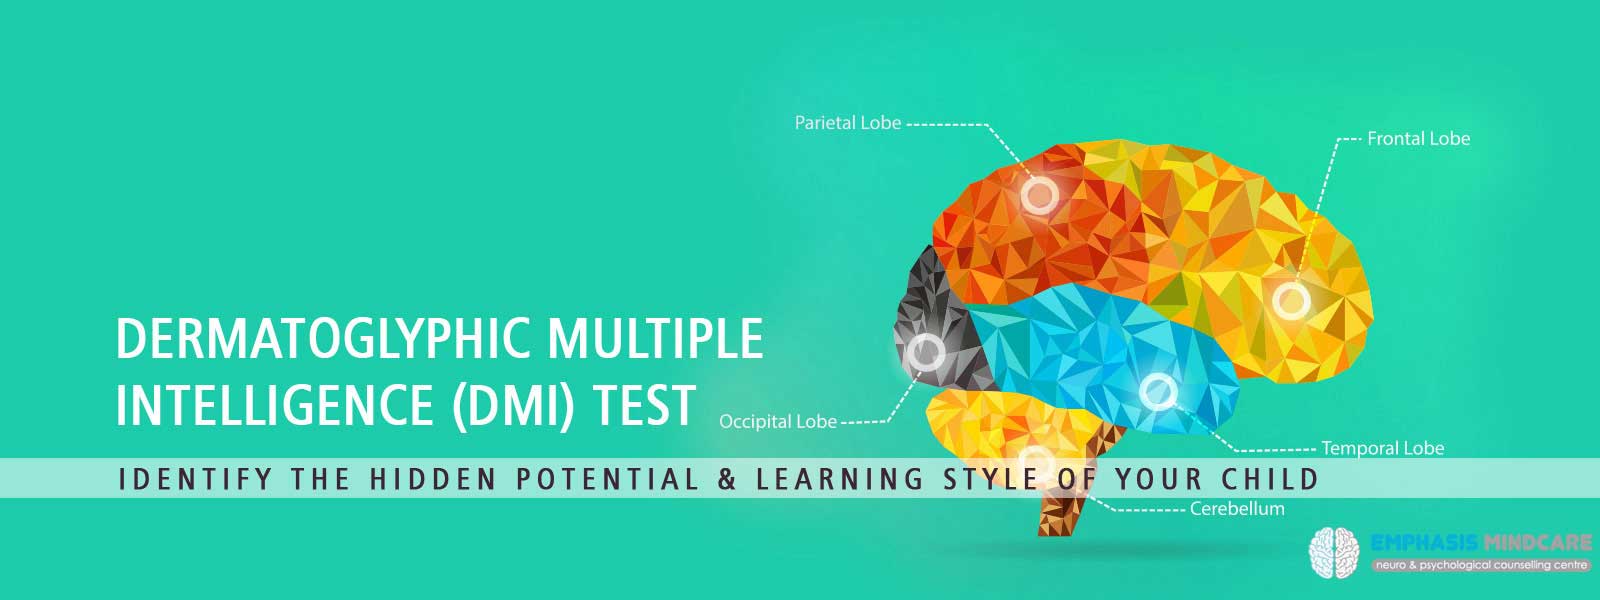 Parietal Lobe
Frontal Lobe
DERMATOGLYPHIC MULTIPLE
INTELLIGENCE (DMI) TEST
Occipital Lobe
Temporal Lobe
IDENTIFY THE HIDDEN POTENTIAL & LEARNING STYLE OF YOUR CHILD
Cerebellum
EMPHASIS MINDCARE
neuro & psychological counselling centre